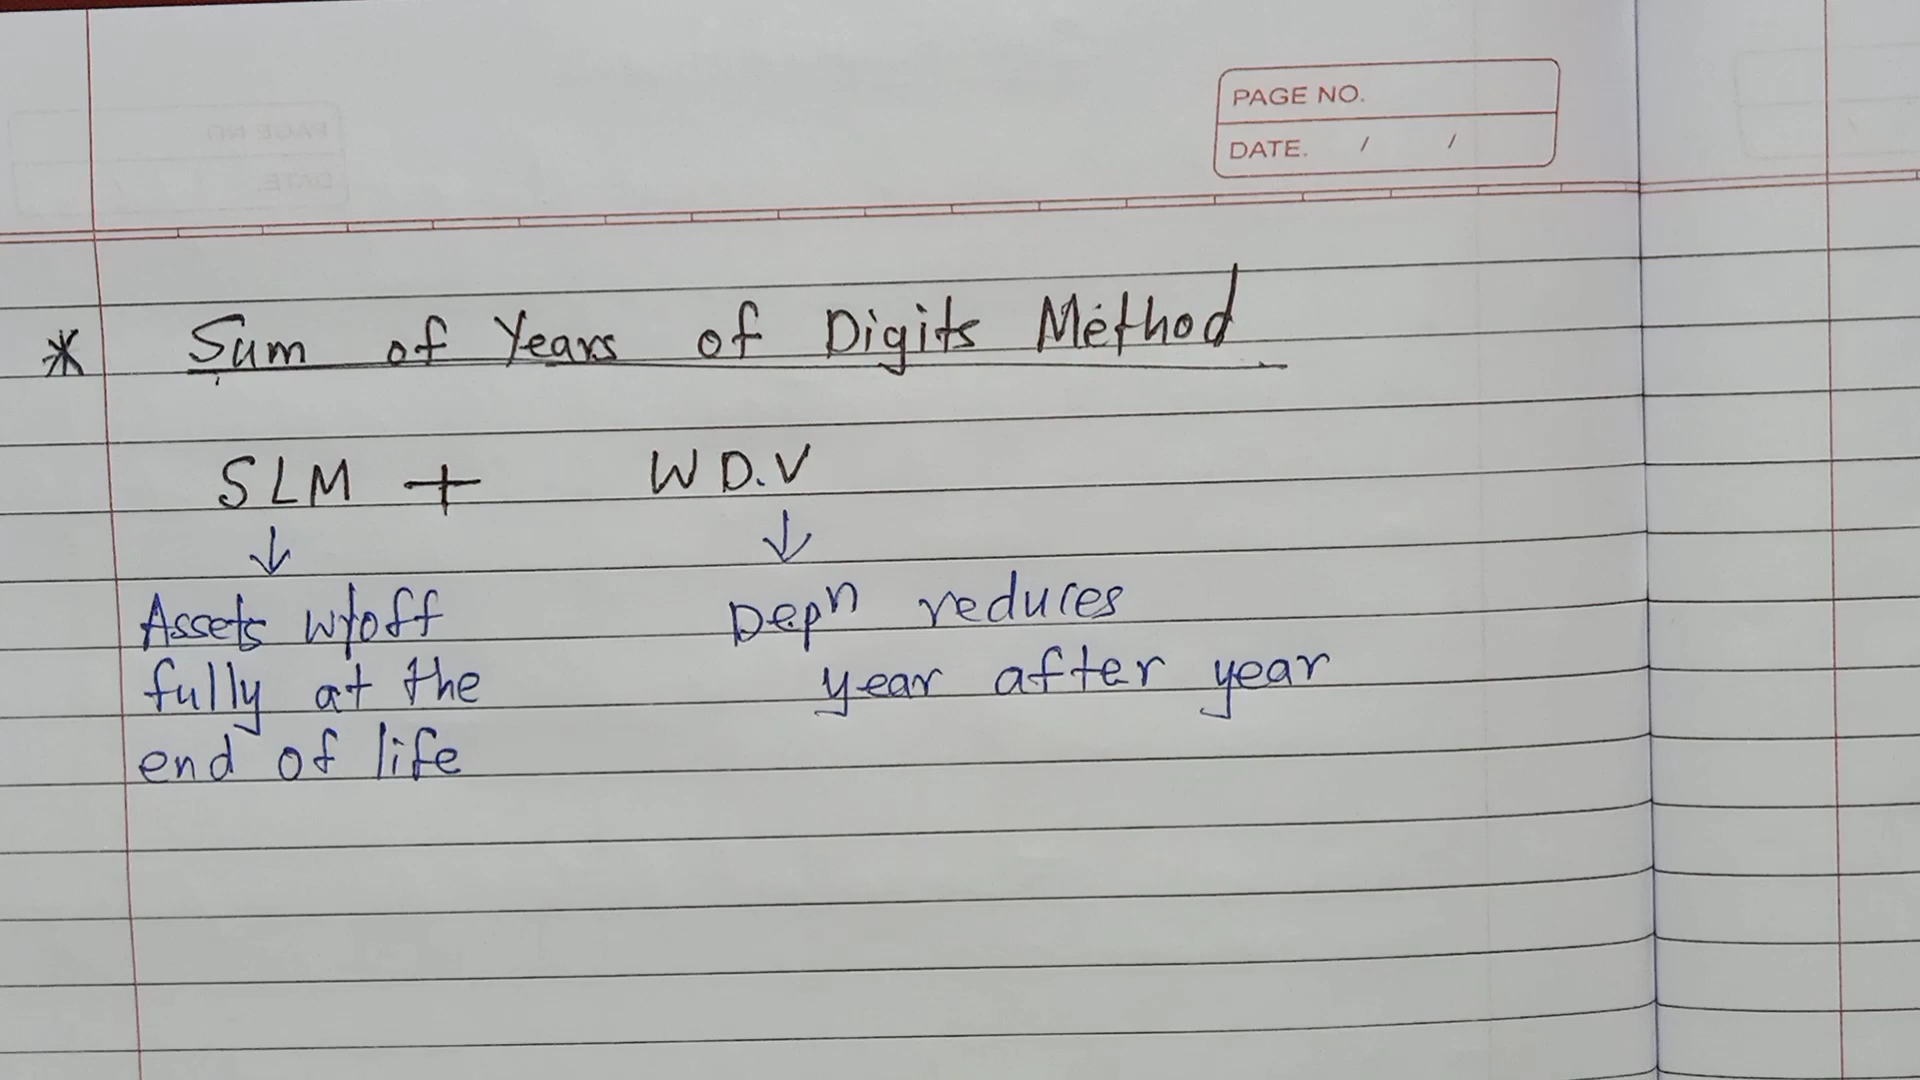 PAGE NO.
DATE. / /
* Sum of Years of Digits Method
SLM + W D.V
↓ ↓
Assets w/off Depn reduces
fully at the year after year
end of life